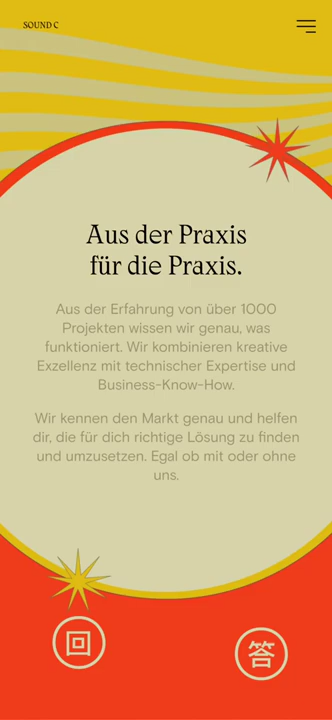 SOUND C
Aus der Praxis
für die Praxis.
Aus der Erfahrung von über 1000
Projekten wissen wir genau, was
funktioniert. Wir kombinieren kreative
Exzellenz mit technischer Expertise und
Business-Know-How.
Wir kennen den Markt genau und helfen
dir, die für dich richtige Lösung zu finden
und umzusetzen. Egal ob mit oder ohne
uns.
回
答